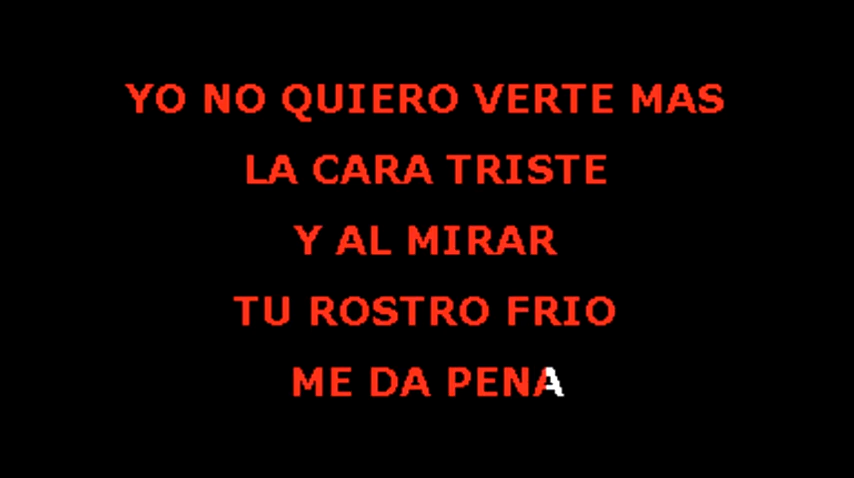 YO NO QUIERO VERTE MAS
LA CARA TRISTE
Y AL MIRAR
TU ROSTRO FRIO
ME DA PENA